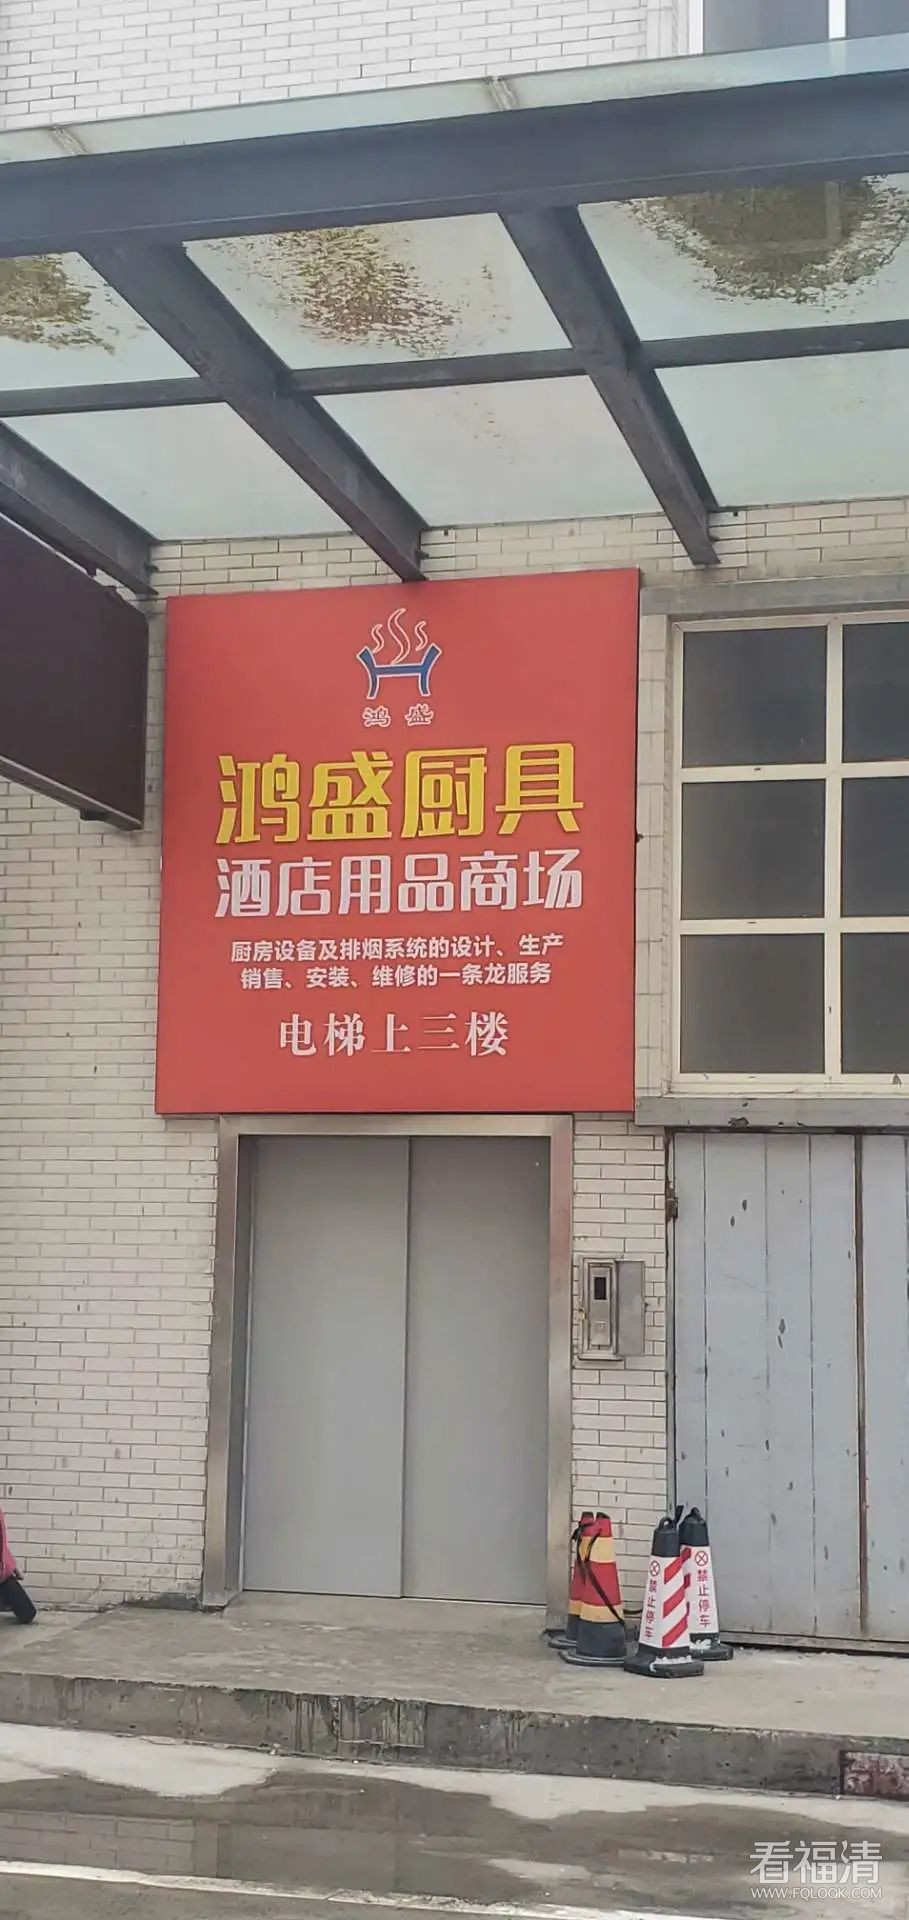 鸿盛
鸿盛厨具
酒店用品商场
厨房设备及排烟系统的设计、生产
销售、安装、维修的一条龙服务
电梯上三楼
禁止停车
禁止停车
看福清
WWW.FQLOOK.COM